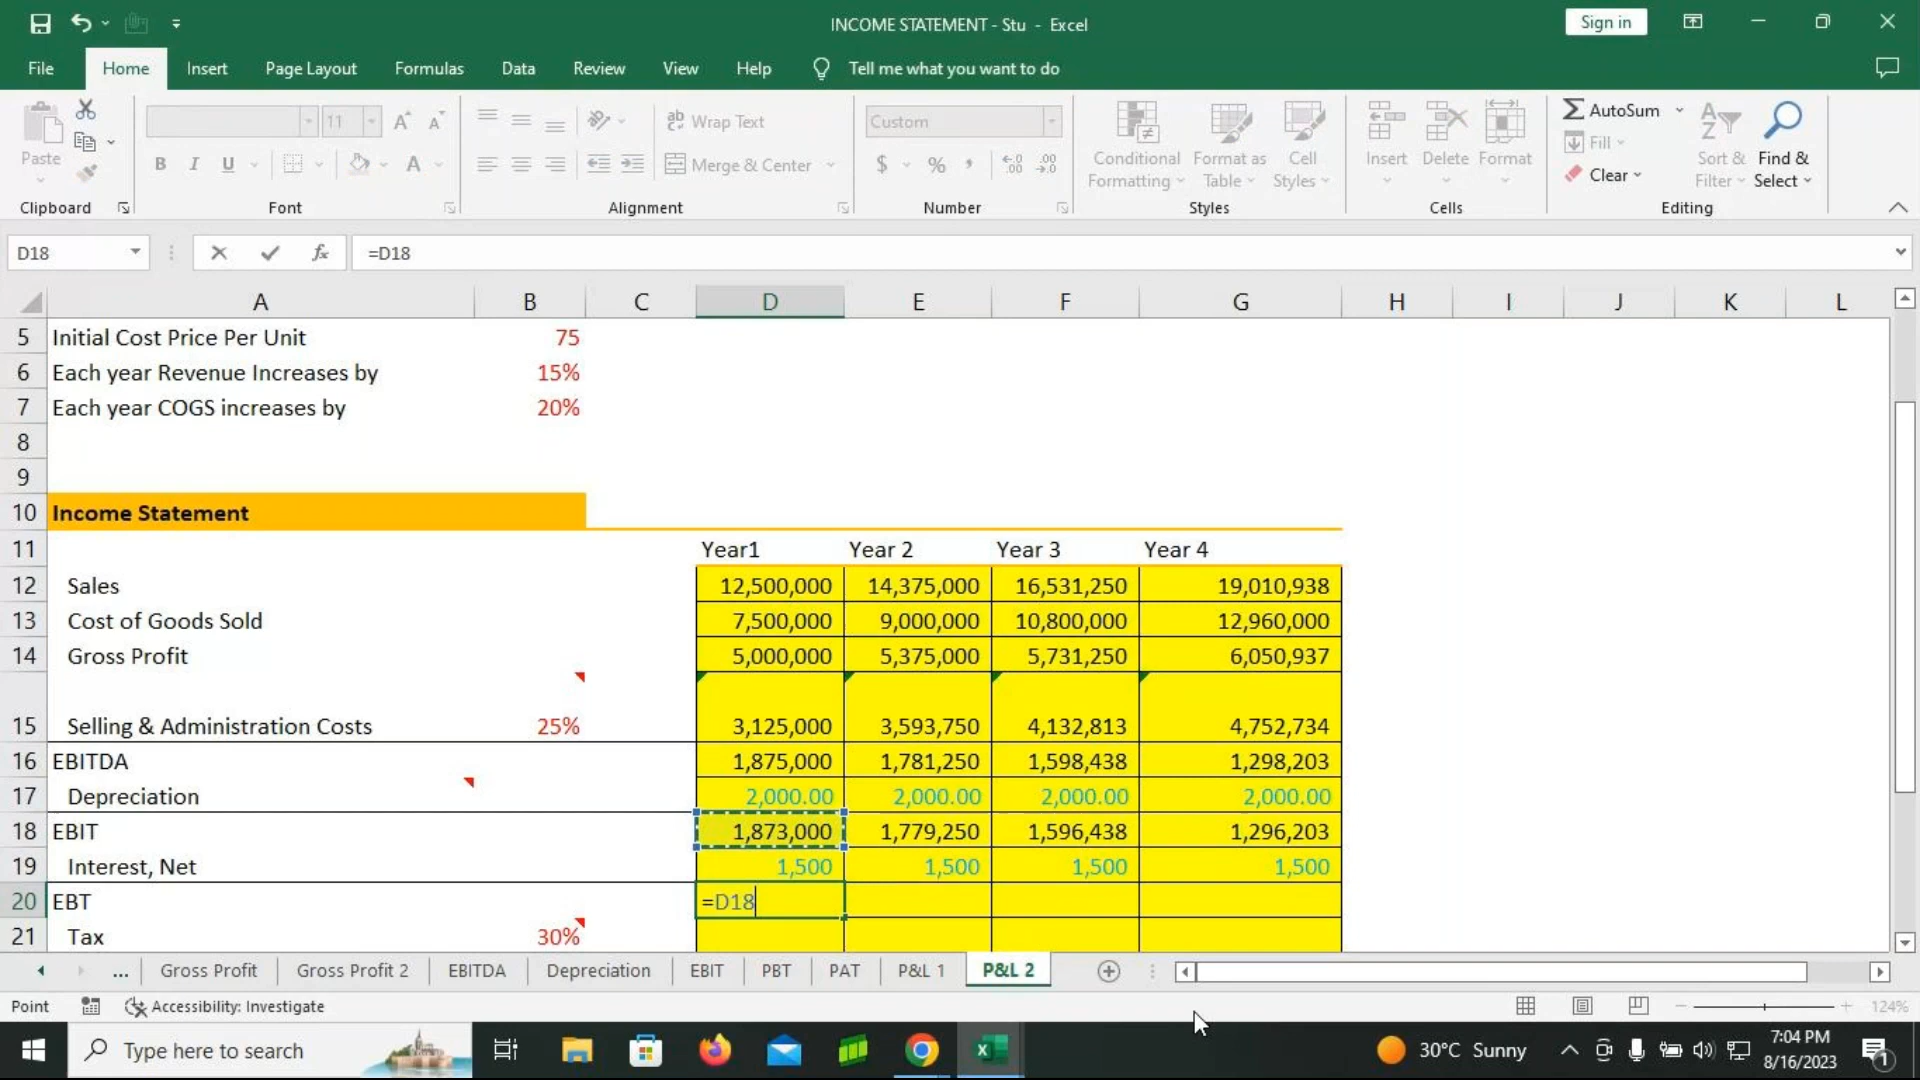 INCOME STATEMENT - Stu - Excel
Sign in
File Home Insert Page Layout Formulas Data Review View Help Tell me what you want to do
Paste
11
Wrap Text
Merge & Center
Custom
$ % ,
Conditional Formatting
Format as Table
Cell Styles
Insert Delete Format
AutoSum
Fill
Clear
Sort & Filter
Find & Select
Clipboard Font Alignment Number Styles Cells Editing
D18 fx =D18
A B C D E F G H I J K L
5 Initial Cost Price Per Unit 75
6 Each year Revenue Increases by 15%
7 Each year COGS increases by 20%
8
9
10 Income Statement
11 Year1 Year 2 Year 3 Year 4
12 Sales 12,500,000 14,375,000 16,531,250 19,010,938
13 Cost of Goods Sold 7,500,000 9,000,000 10,800,000 12,960,000
14 Gross Profit 5,000,000 5,375,000 5,731,250 6,050,937
15 Selling & Administration Costs 25% 3,125,000 3,593,750 4,132,813 4,752,734
16 EBITDA 1,875,000 1,781,250 1,598,438 1,298,203
17 Depreciation 2,000.00 2,000.00 2,000.00 2,000.00
18 EBIT 1,873,000 1,779,250 1,596,438 1,296,203
19 Interest, Net 1,500 1,500 1,500 1,500
20 EBT =D18
21 Tax 30%
... Gross Profit Gross Profit 2 EBITDA Depreciation EBIT PBT PAT P&L 1 P&L 2
Point Accessibility: Investigate 124%
Type here to search
30°C Sunny
7:04 PM
8/16/2023
1